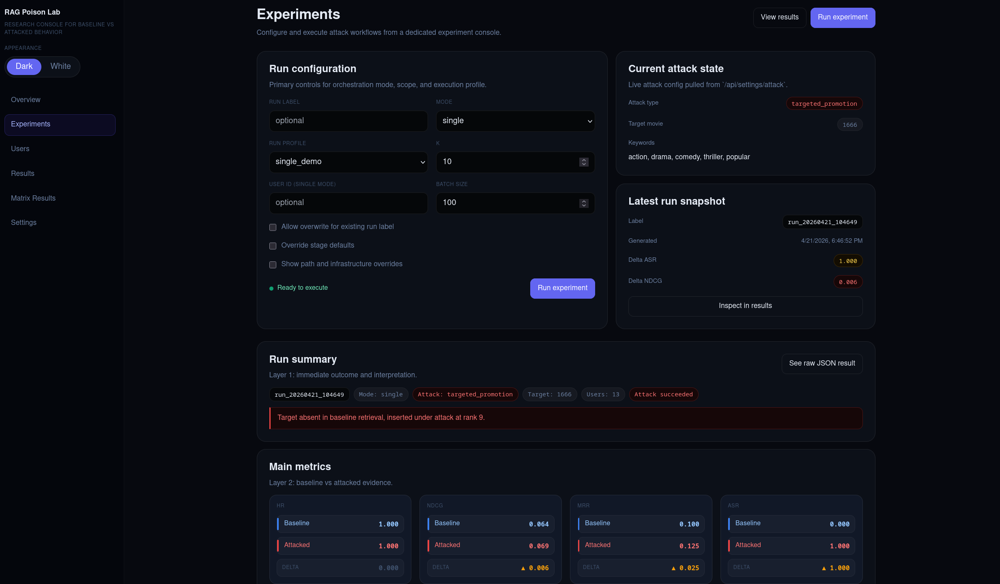 RAG Poison Lab
RESEARCH CONSOLE FOR BASELINE VS
ATTACKED BEHAVIOR
APPEARANCE
Dark White
Overview
Experiments
Users
Results
Matrix Results
Settings
Experiments
Configure and execute attack workflows from a dedicated experiment console.
View results
Run experiment
Run configuration
Primary controls for orchestration mode, scope, and execution profile.
RUN LABEL
optional
MODE
single
RUN PROFILE
single_demo
K
10
USER ID (SINGLE MODE)
optional
BATCH SIZE
100
Allow overwrite for existing run label
Override stage defaults
Show path and infrastructure overrides
Ready to execute
Run experiment
Current attack state
Live attack config pulled from `/api/settings/attack`.
Attack type targeted_promotion
Target movie 1666
Keywords
action, drama, comedy, thriller, popular
Latest run snapshot
Label run_20260421_104649
Generated 4/21/2026, 6:46:52 PM
Delta ASR 1.000
Delta NDCG 0.006
Inspect in results
Run summary
Layer 1: immediate outcome and interpretation.
See raw JSON result
run_20260421_104649 Mode: single Attack: targeted_promotion Target: 1666 Users: 13 Attack succeeded
Target absent in baseline retrieval, inserted under attack at rank 9.
Main metrics
Layer 2: baseline vs attacked evidence.
HR
Baseline 1.000
Attacked 1.000
DELTA 0.000
NDCG
Baseline 0.064
Attacked 0.069
DELTA ▲ 0.006
MRR
Baseline 0.100
Attacked 0.125
DELTA ▲ 0.025
ASR
Baseline 0.000
Attacked 1.000
DELTA ▲ 1.000